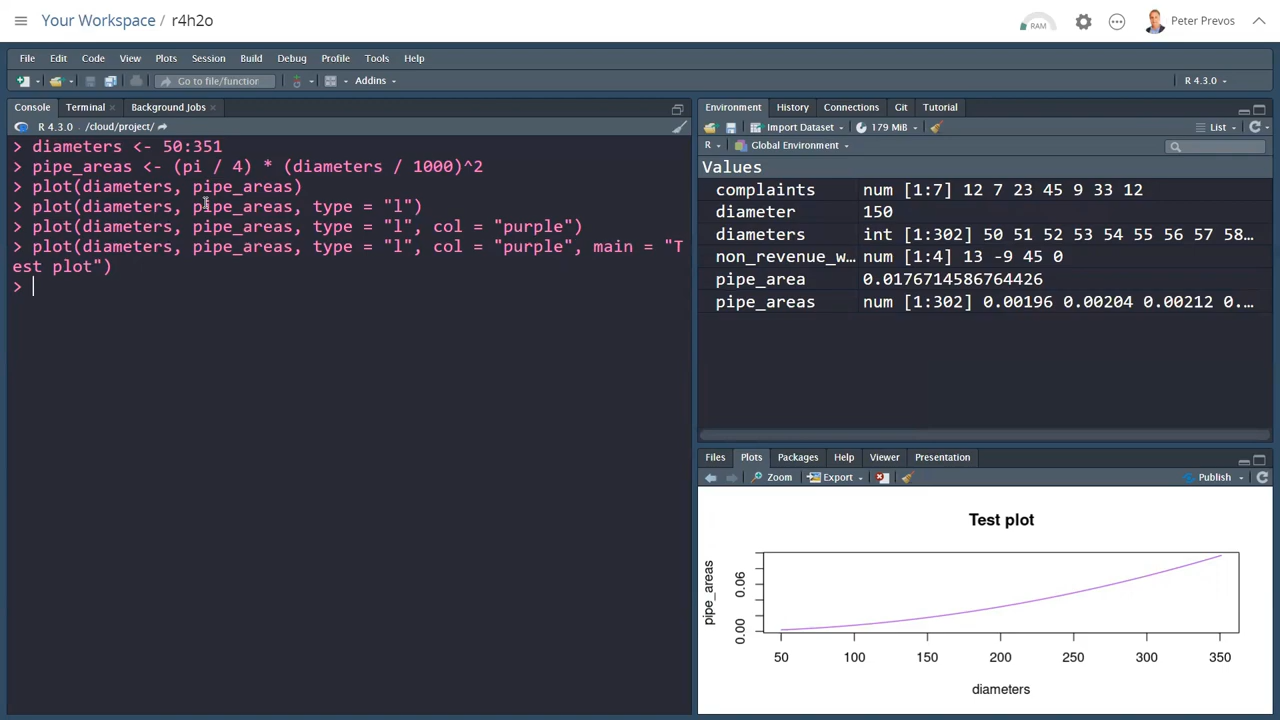 Your Workspace / r4h2o
RAM
Peter Prevos
File Edit Code View Plots Session Build Debug Profile Tools Help
Go to file/function
Addins
R 4.3.0
Console Terminal Background Jobs
R 4.3.0 . /cloud/project/
> diameters <- 50:351
> pipe_areas <- (pi / 4) * (diameters / 1000)^2
> plot(diameters, pipe_areas)
> plot(diameters, pipe_areas, type = "l")
> plot(diameters, pipe_areas, type = "l", col = "purple")
> plot(diameters, pipe_areas, type = "l", col = "purple", main = "T
est plot")
>
Environment History Connections Git Tutorial
Import Dataset 179 MiB List
R Global Environment
Values
complaints num [1:7] 12 7 23 45 9 33 12
diameter 150
diameters int [1:302] 50 51 52 53 54 55 56 57 58…
non_revenue_w… num [1:4] 13 -9 45 0
pipe_area 0.0176714586764426
pipe_areas num [1:302] 0.00196 0.00204 0.00212 0.…
Files Plots Packages Help Viewer Presentation
Zoom Export Publish
Test plot
pipe_areas
0.06
0.00
50 100 150 200 250 300 350
diameters